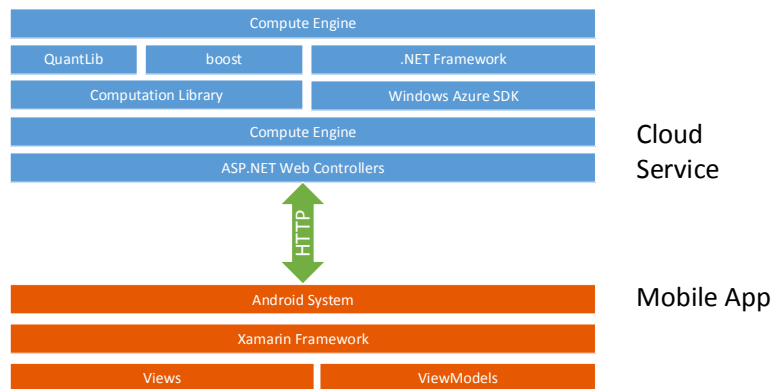 Compute Engine
QuantLib
boost
.NET Framework
Computation Library
Windows Azure SDK
Compute Engine
Cloud
Service
ASP.NET Web Controllers
HTTP
Android System
Mobile App
Xamarin Framework
Views
ViewModels